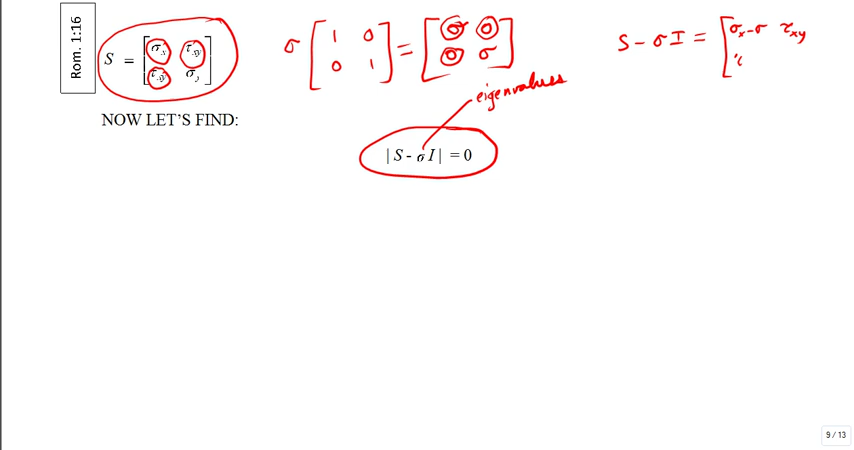 Rom. 1:16
S = [σx τxy
τxy σy]
σ [1 0
0 1] = [σ 0
0 σ]
S - σI = [σx-σ τxy
NOW LET'S FIND:
eigenvalues
|S - σI| = 0
9 / 13